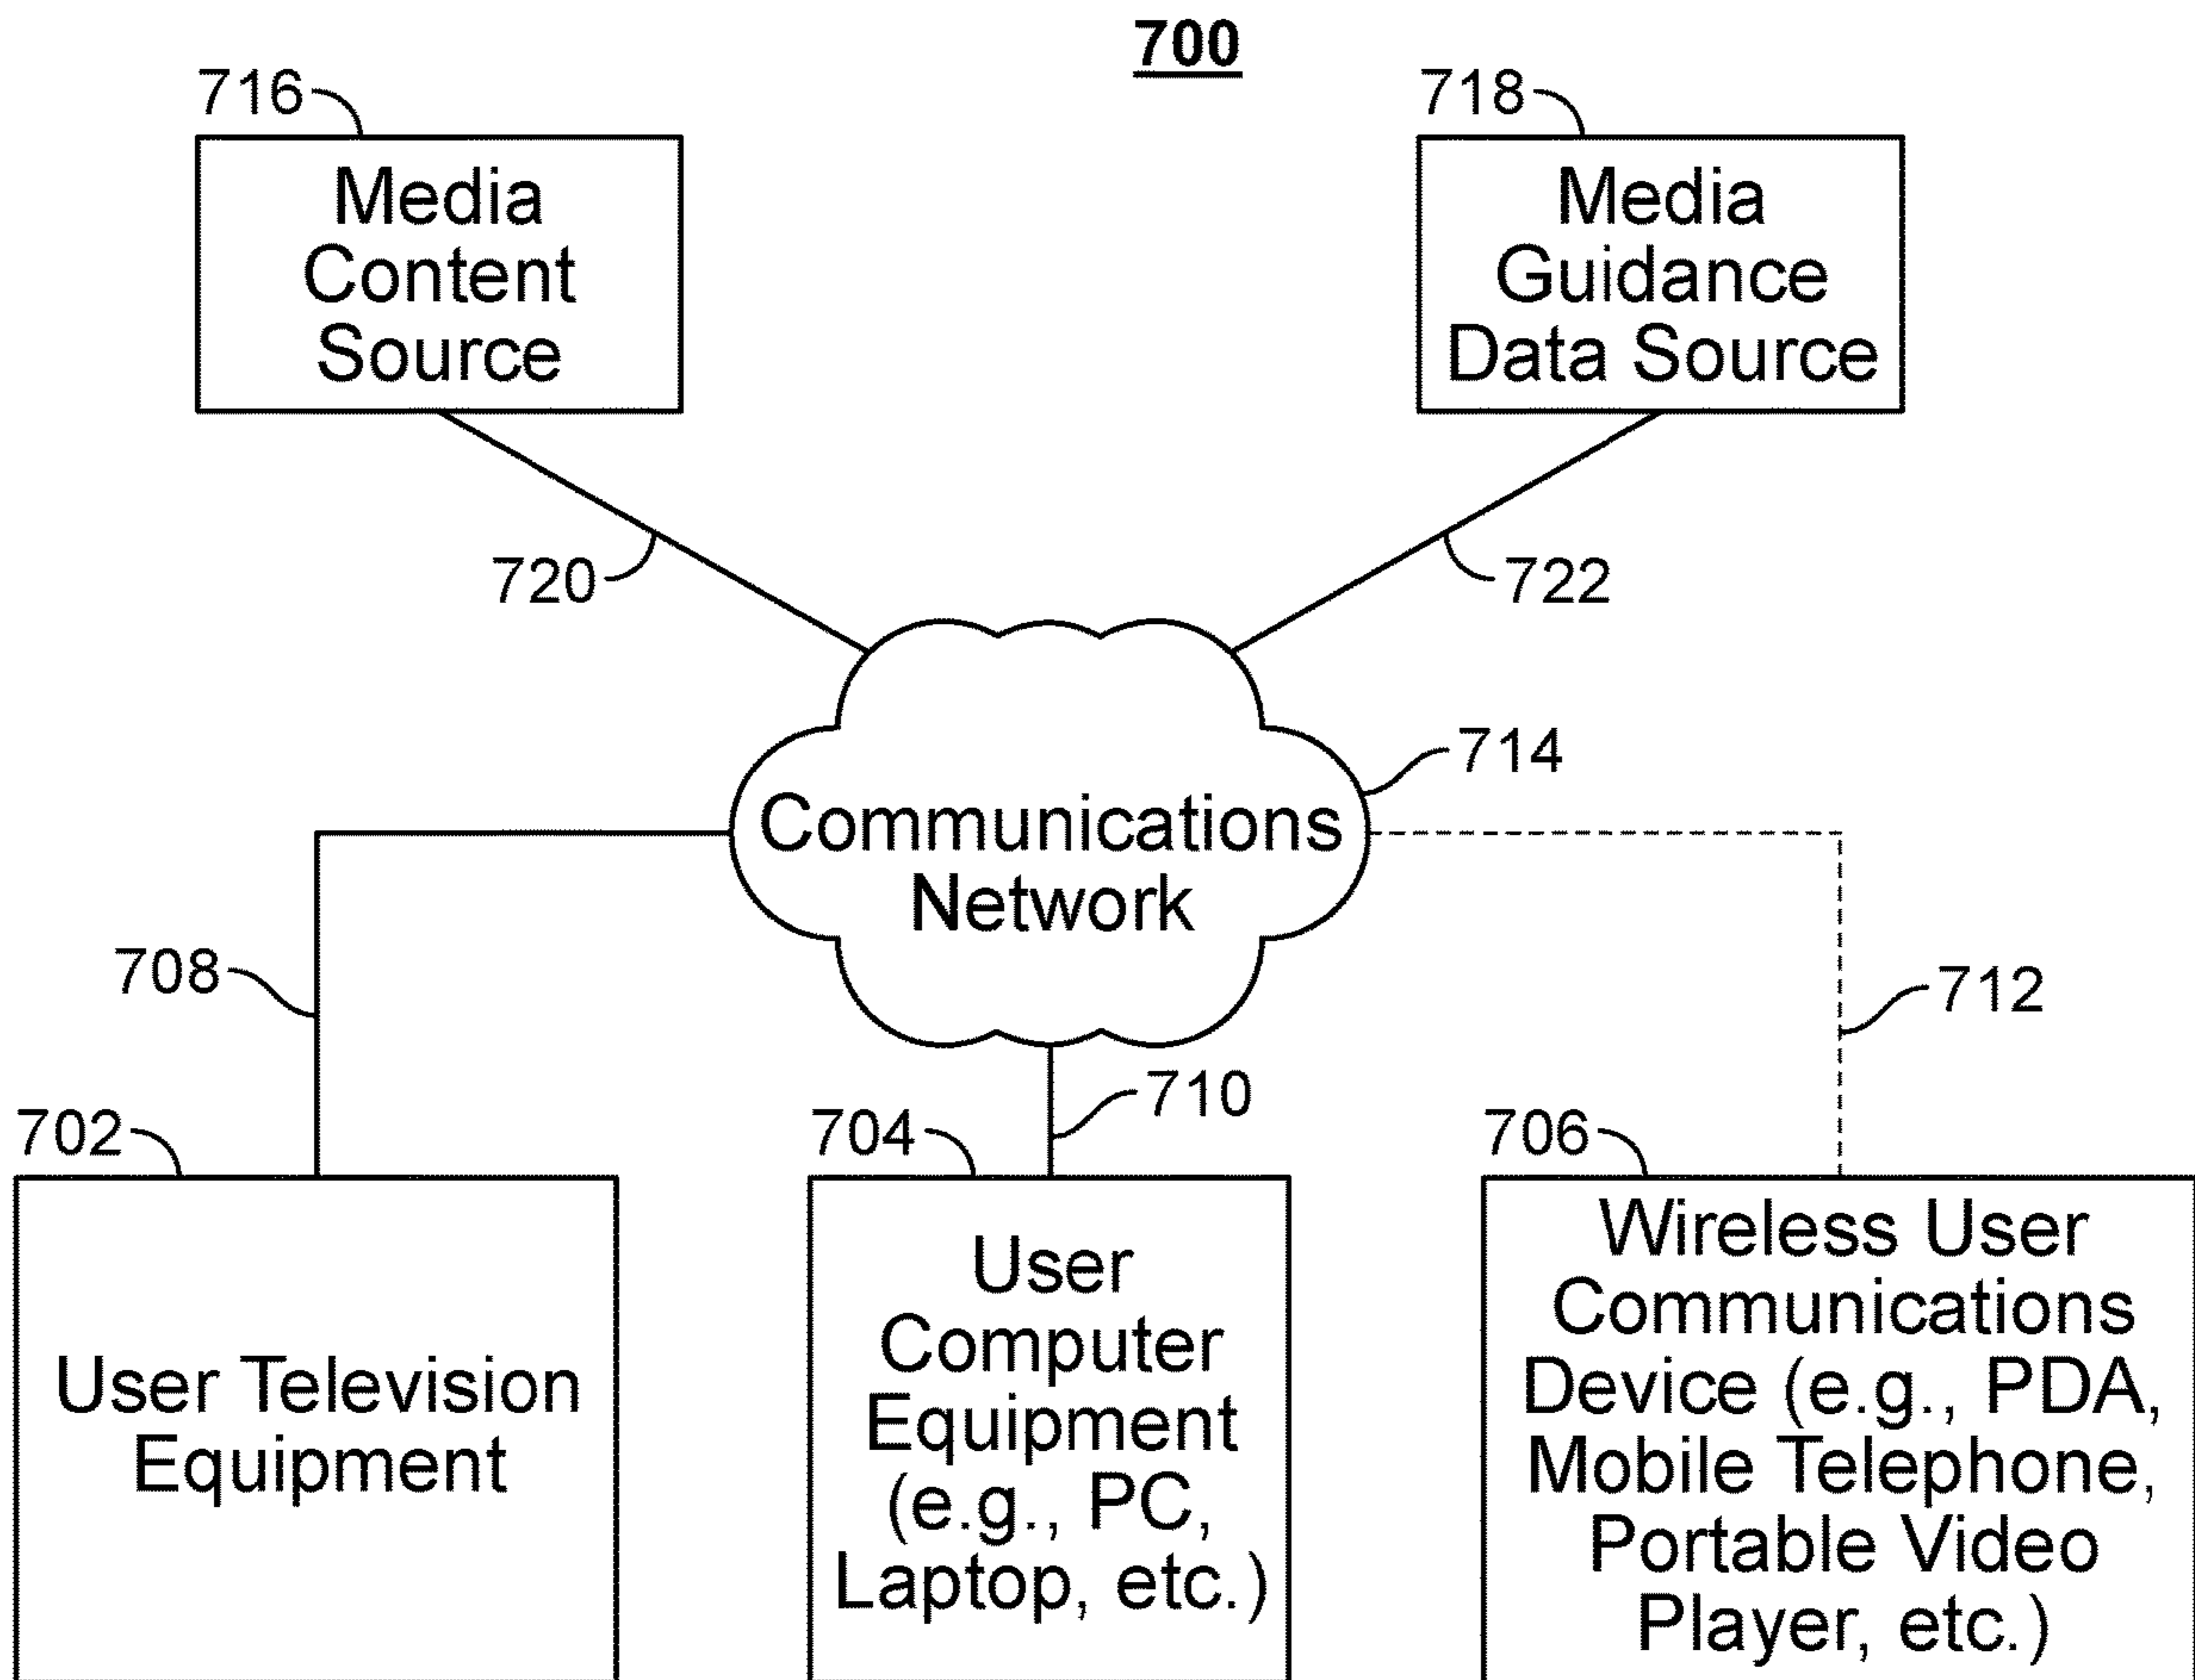 700
716
718
Media
Content
Source
Media
Guidance
Data Source
720
722
714
Communications
Network
708
712
710
702
704
706
User Television
Equipment
User
Computer
Equipment
(e.g., PC,
Laptop, etc.)
Wireless User
Communications
Device (e.g., PDA,
Mobile Telephone,
Portable Video
Player, etc.)